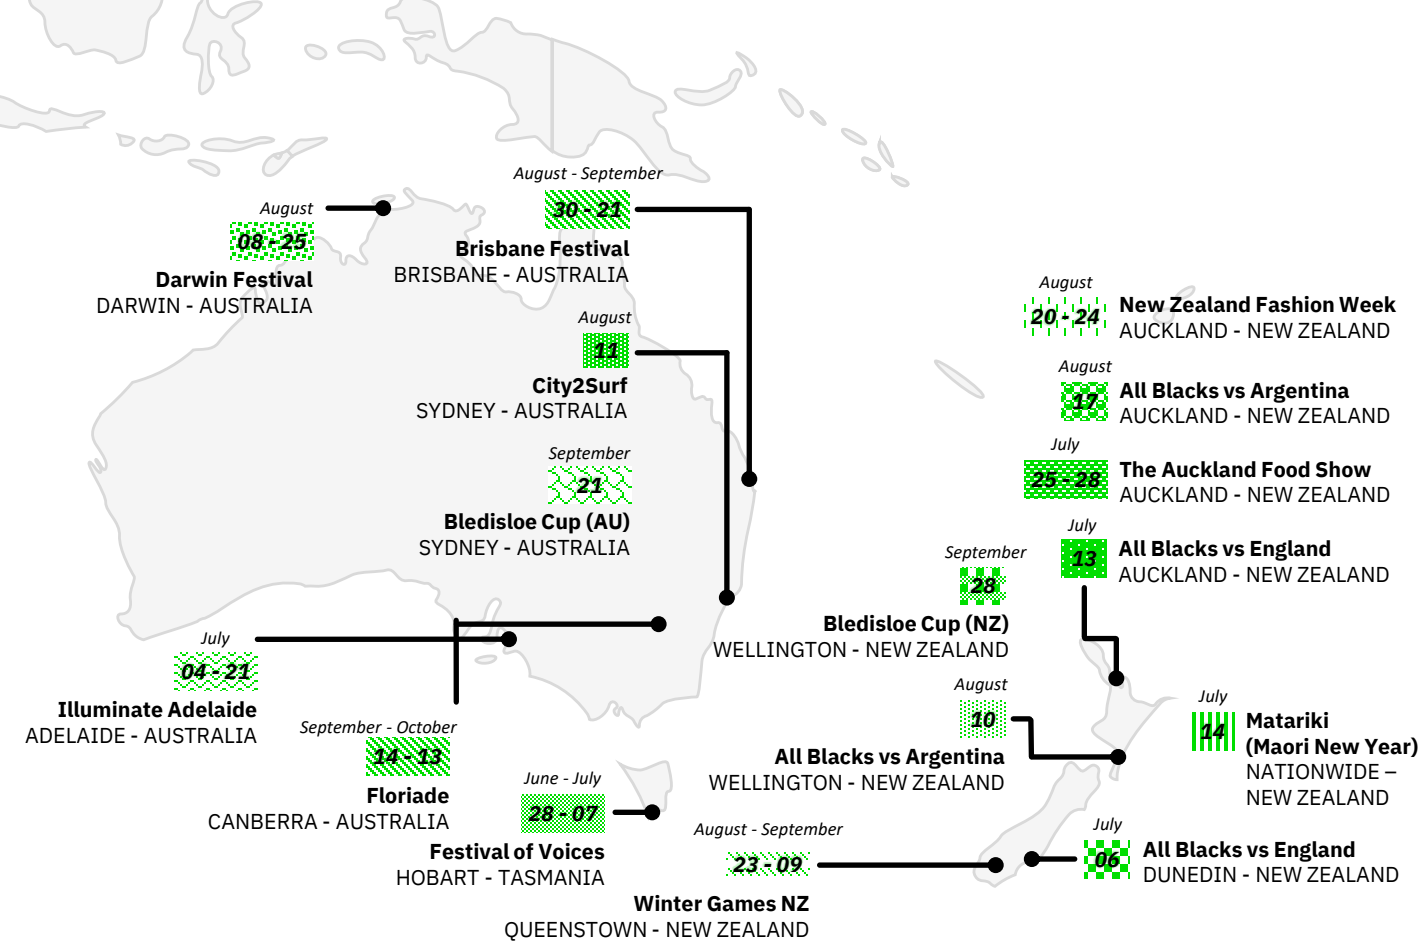 August
08 - 25
Darwin Festival
DARWIN - AUSTRALIA
August - September
30 - 21
Brisbane Festival
BRISBANE - AUSTRALIA
August
11
City2Surf
SYDNEY - AUSTRALIA
September
21
Bledisloe Cup (AU)
SYDNEY - AUSTRALIA
July
04 - 21
Illuminate Adelaide
ADELAIDE - AUSTRALIA
September - October
14 - 13
Floriade
CANBERRA - AUSTRALIA
June - July
28 - 07
Festival of Voices
HOBART - TASMANIA
August - September
23 - 09
Winter Games NZ
QUEENSTOWN - NEW ZEALAND
August
20 - 24
New Zealand Fashion Week
AUCKLAND - NEW ZEALAND
August
17
All Blacks vs Argentina
AUCKLAND - NEW ZEALAND
July
25 - 28
The Auckland Food Show
AUCKLAND - NEW ZEALAND
July
13
All Blacks vs England
AUCKLAND - NEW ZEALAND
September
28
Bledisloe Cup (NZ)
WELLINGTON - NEW ZEALAND
August
10
All Blacks vs Argentina
WELLINGTON - NEW ZEALAND
July
14
Matariki
(Maori New Year)
NATIONWIDE –
NEW ZEALAND
July
06
All Blacks vs England
DUNEDIN - NEW ZEALAND